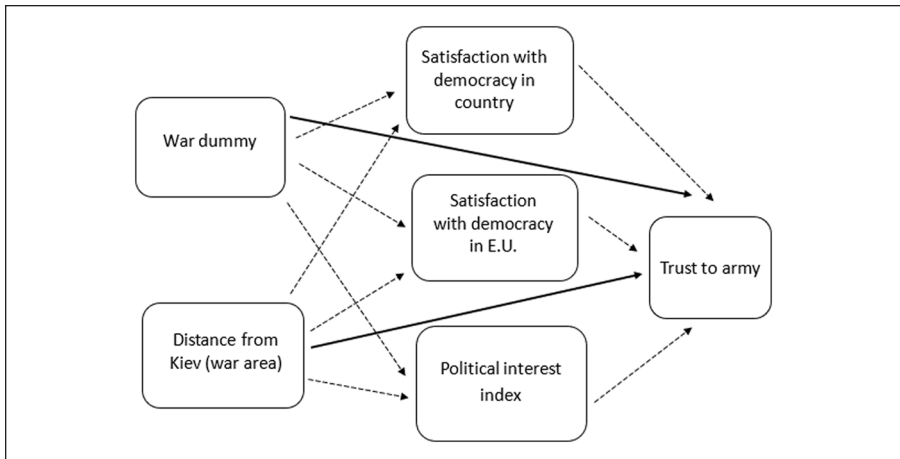 Satisfaction with
democracy in
country
War dummy
Satisfaction
with democracy
in E.U.
Trust to army
Distance from
Kiev (war area)
Political interest
index